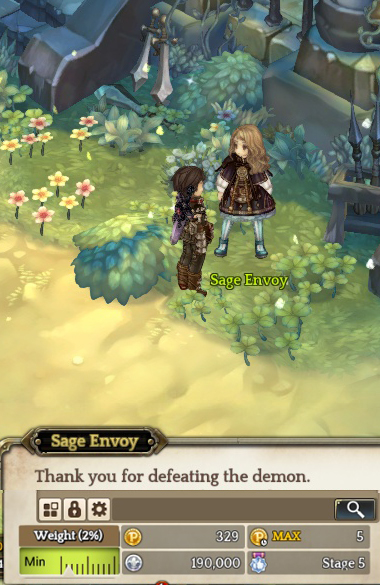 Sage Envoy
Sage Envoy
Thank you for defeating the demon.
Weight (2%) 329 MAX 5
Min 190,000 Stage 5